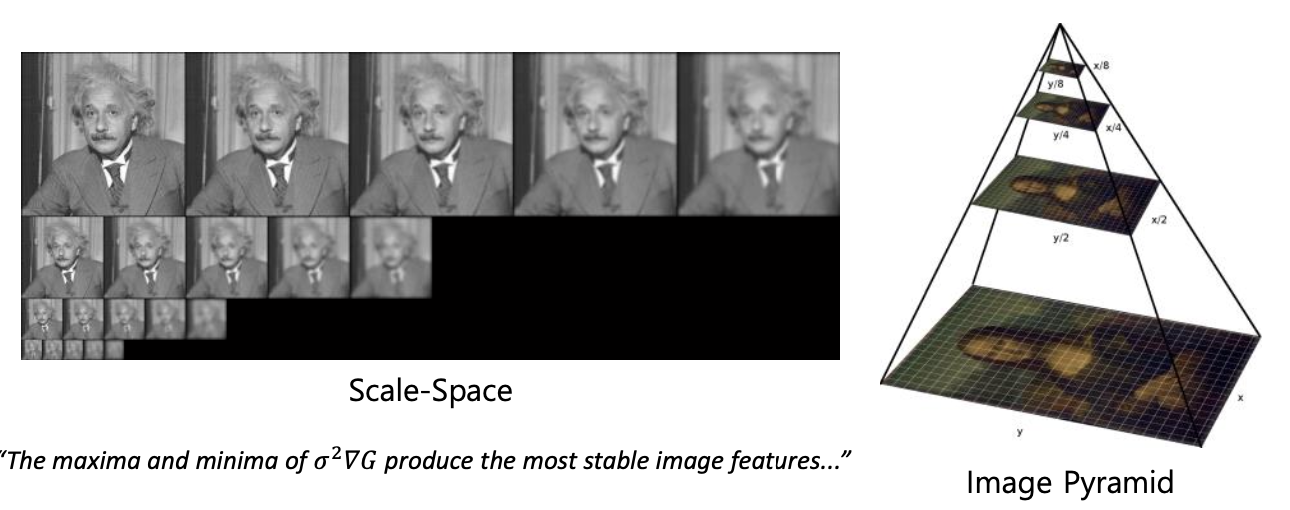 Scale-Space
“The maxima and minima of σ²∇G produce the most stable image features...”
x/8
y/8
x/4
y/4
x/2
y/2
x
y
Image Pyramid